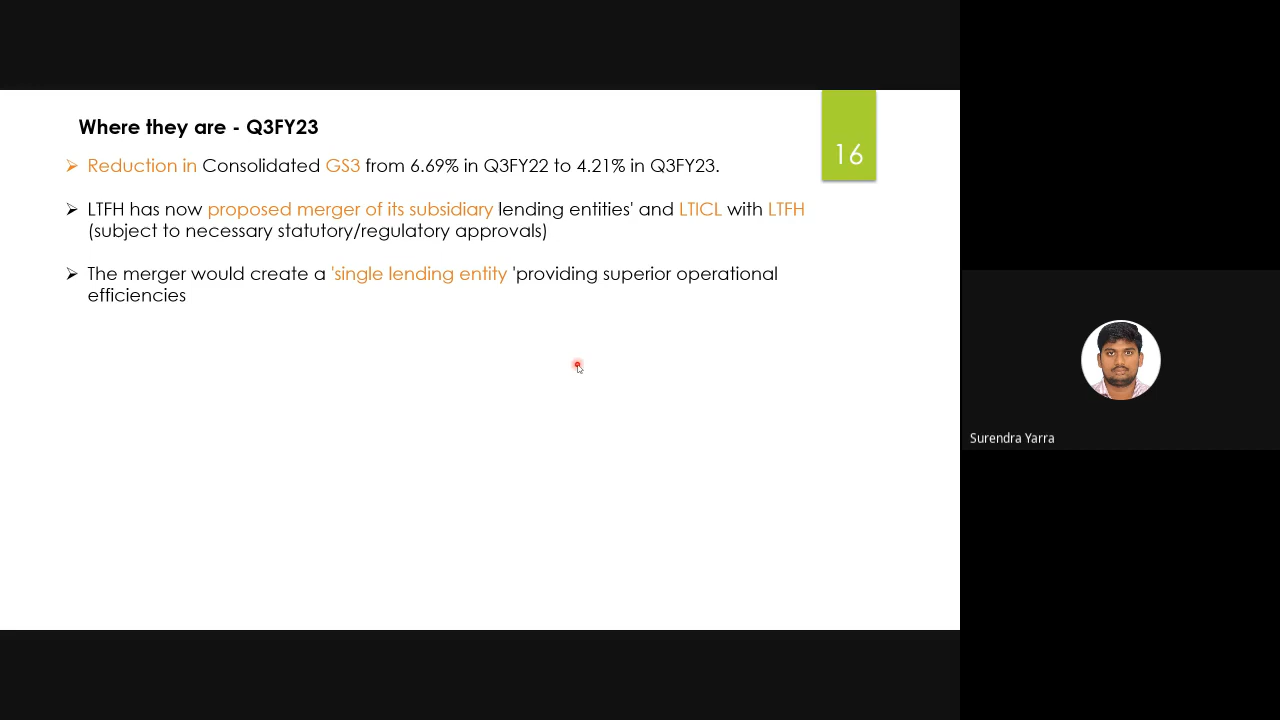 Where they are - Q3FY23
16
➢ Reduction in Consolidated GS3 from 6.69% in Q3FY22 to 4.21% in Q3FY23.
➢ LTFH has now proposed merger of its subsidiary lending entities' and LTICL with LTFH
(subject to necessary statutory/regulatory approvals)
➢ The merger would create a 'single lending entity 'providing superior operational
efficiencies
Surendra Yarra